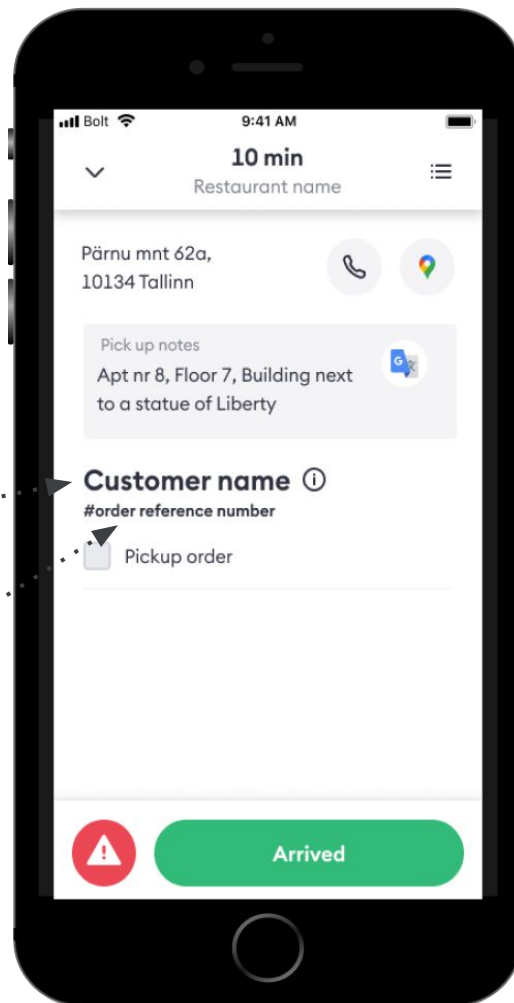 Bolt 9:41 AM
10 min
Restaurant name
Pärnu mnt 62a,
10134 Tallinn
Pick up notes
Apt nr 8, Floor 7, Building next
to a statue of Liberty
G 文
Customer name
#order reference number
Pickup order
Arrived